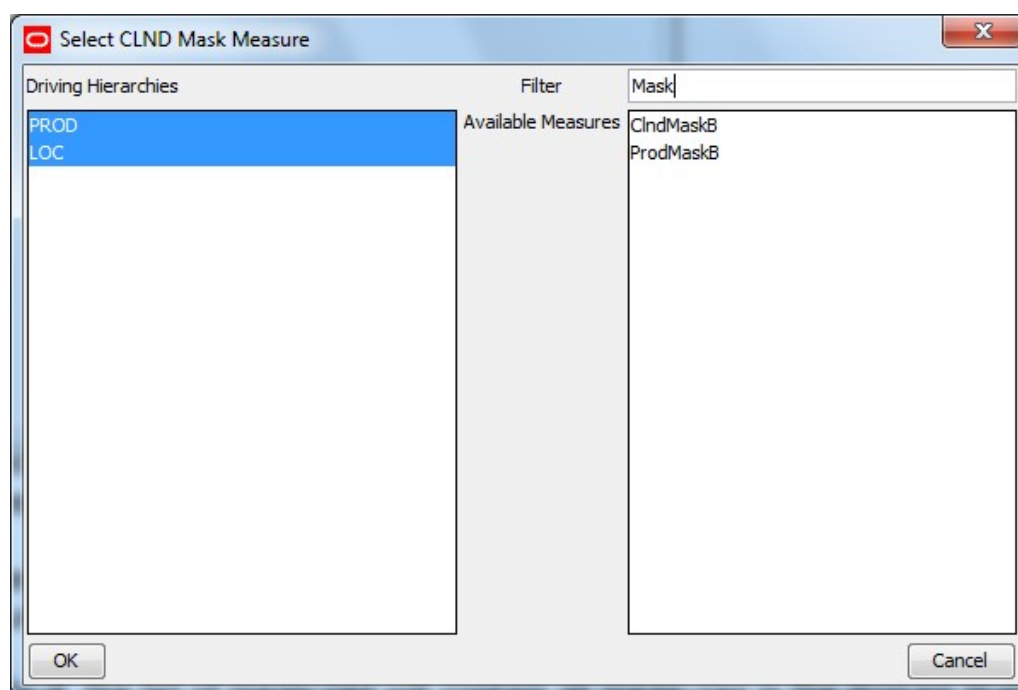 Select CLND Mask Measure
Driving Hierarchies
Filter
Mask
PROD
LOC
Available Measures
ClndMaskB
ProdMaskB
OK
Cancel